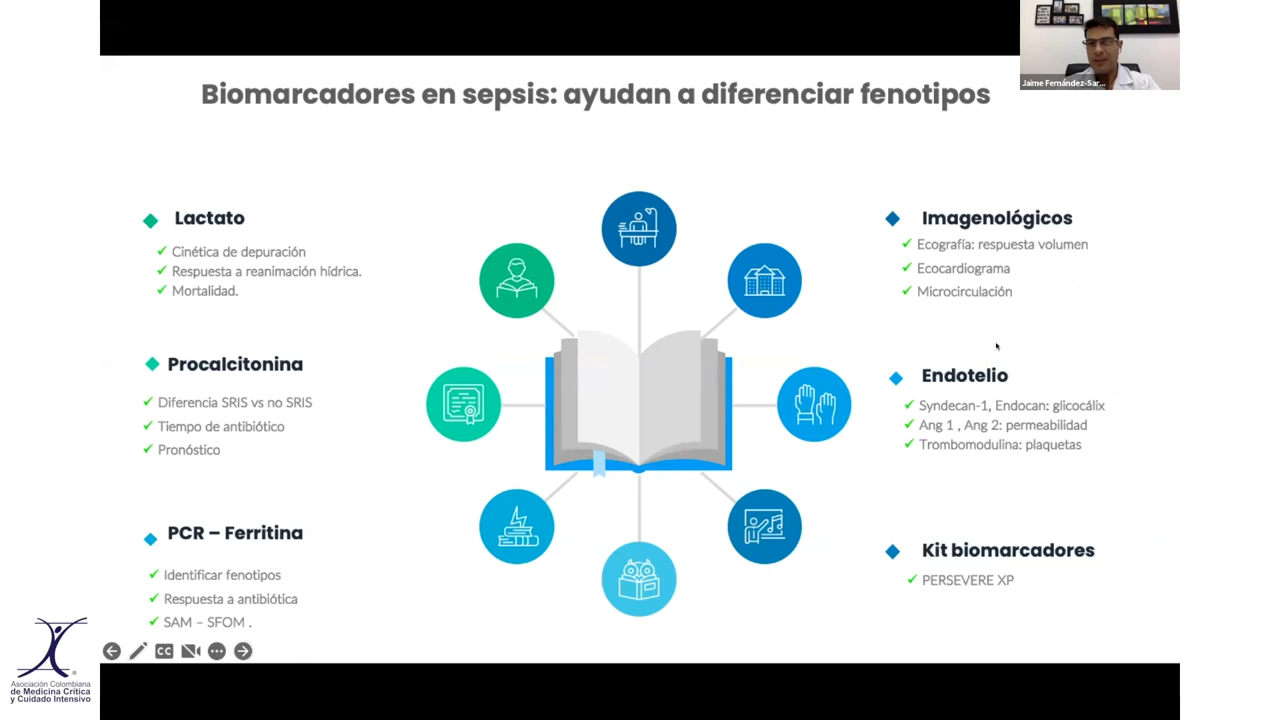 Jaime Fernández-Sar...
Biomarcadores en sepsis: ayudan a diferenciar fenotipos
Lactato
Cinética de depuración
Respuesta a reanimación hídrica.
Mortalidad.
Procalcitonina
Diferencia SRIS vs no SRIS
Tiempo de antibiótico
Pronóstico
PCR – Ferritina
Identificar fenotipos
Respuesta a antibiótica
SAM – SFOM .
Imagenológicos
Ecografía: respuesta volumen
Ecocardiograma
Microcirculación
Endotelio
Syndecan-1, Endocan: glicocálix
Ang 1 , Ang 2: permeabilidad
Trombomodulina: plaquetas
Kit biomarcadores
PERSEVERE XP
CC
Asociación Colombiana
de Medicina Crítica
y Cuidado Intensivo